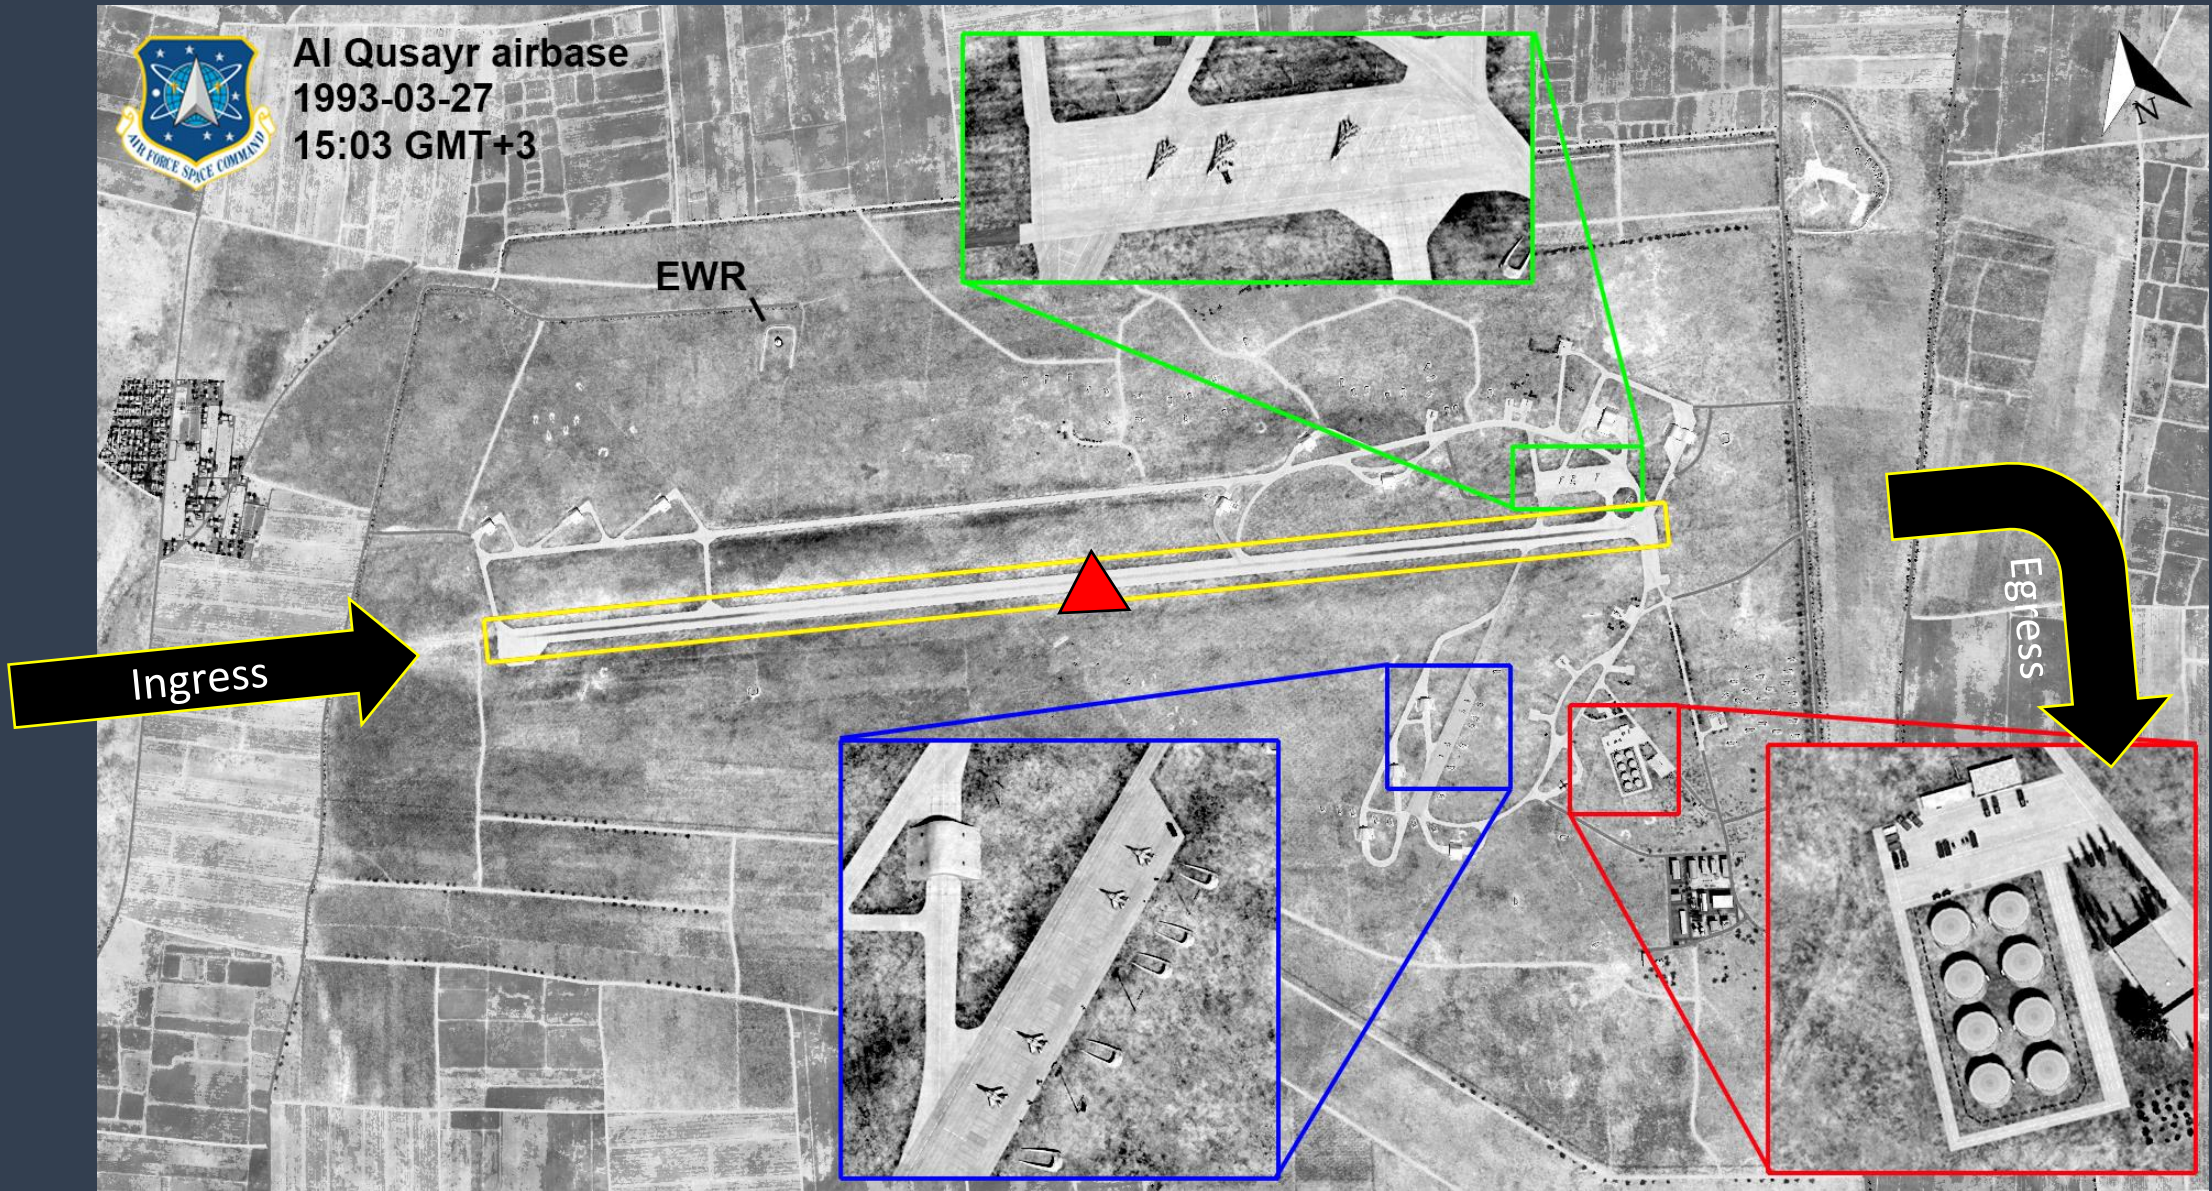 Al Qusayr airbase
1993-03-27
15:03 GMT+3
AIR FORCE SPACE COMMAND
N
EWR
Ingress
Egress